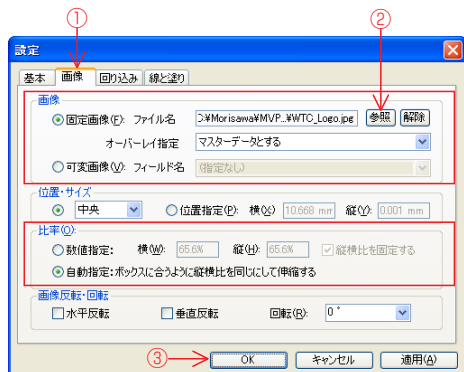 ① ②
設定
基本 画像 回り込み 線と塗り
画像
固定画像(F): ファイル名 D:¥Morisawa¥MVP...¥WTC_Logo.jpg 参照 解除
オーバーレイ指定 マスターデータとする
可変画像(V): フィールド名 (指定なし)
位置・サイズ
中央 位置指定(P): 横(X) 10.668 mm 縦(Y): 0.001 mm
比率(O):
数値指定: 横(W): 65.6% 縦(H): 65.6% 縦横比を固定する
自動指定:ボックスに合うように縦横比を同じにして伸縮する
画像反転・回転
水平反転 垂直反転 回転(R): 0°
③ OK キャンセル 適用(A)